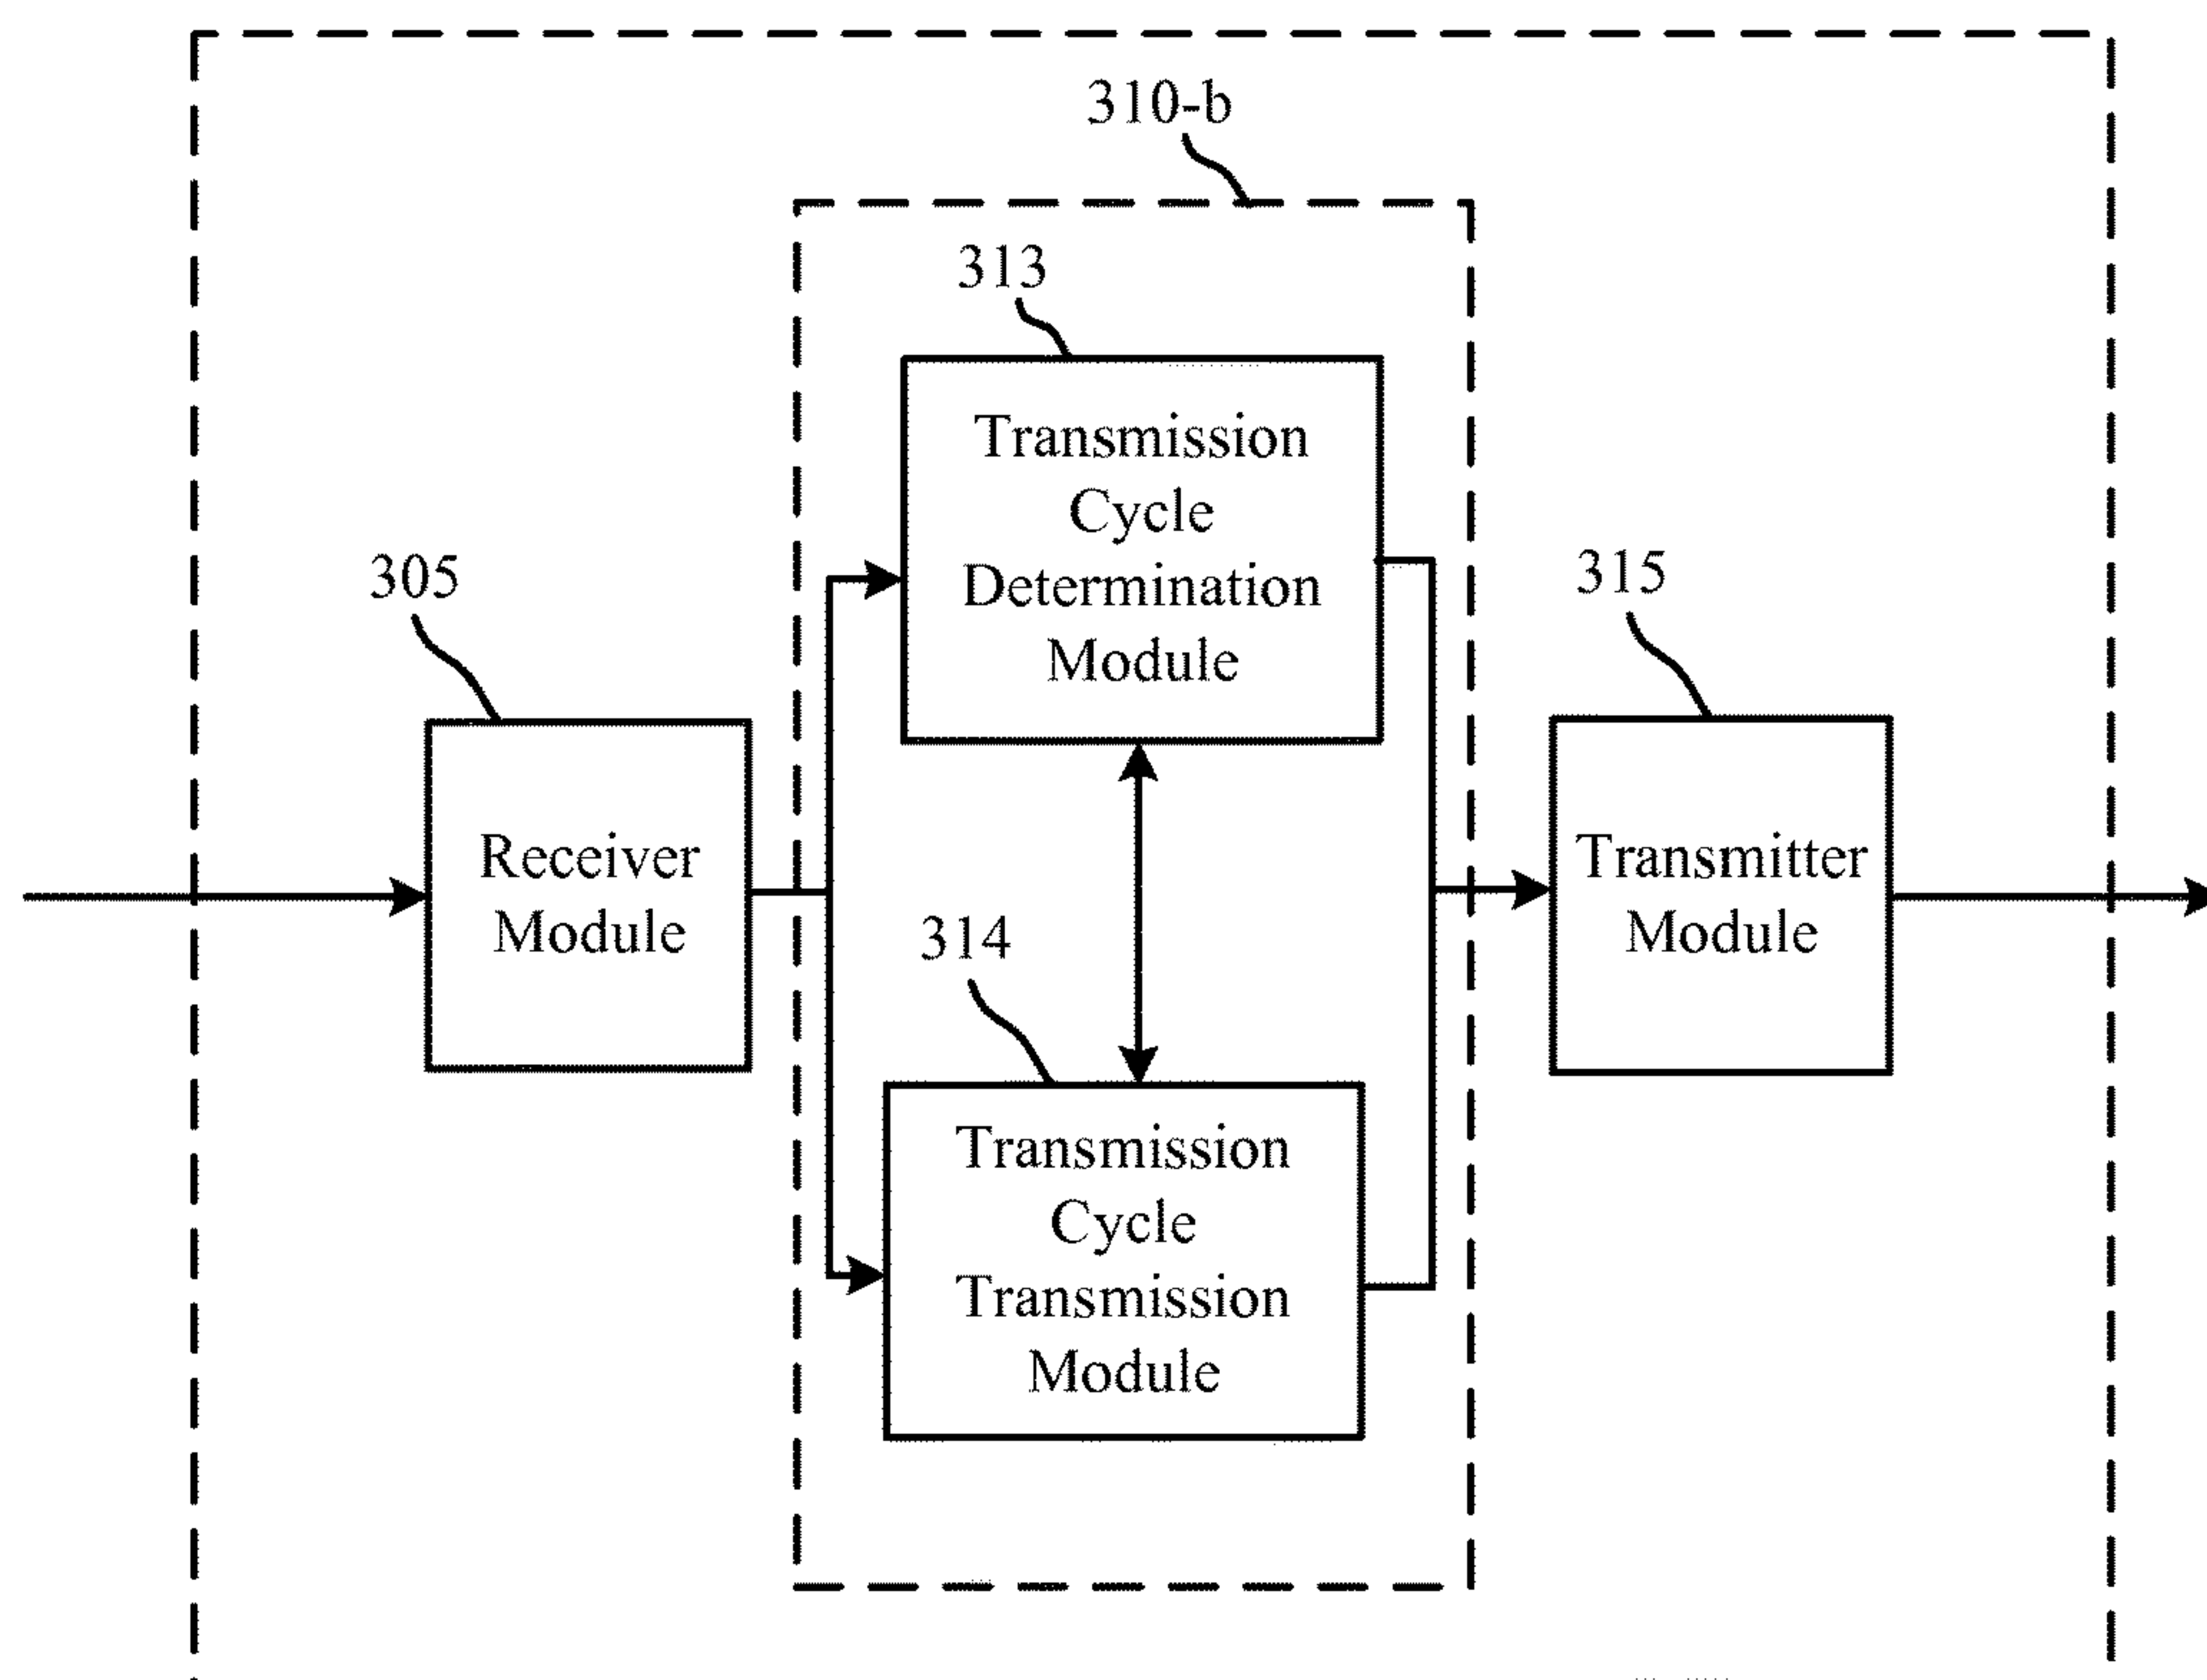 310-b
313
Transmission
Cycle
Determination
Module
305
315
Receiver
Module
Transmitter
Module
314
Transmission
Cycle
Transmission
Module